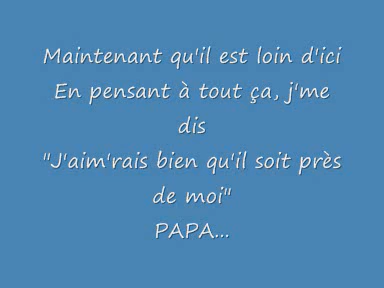 Maintenant qu'il est loin d'ici
En pensant à tout ça, j'me
dis
"J'aim'rais bien qu'il soit près
de moi"
PAPA...